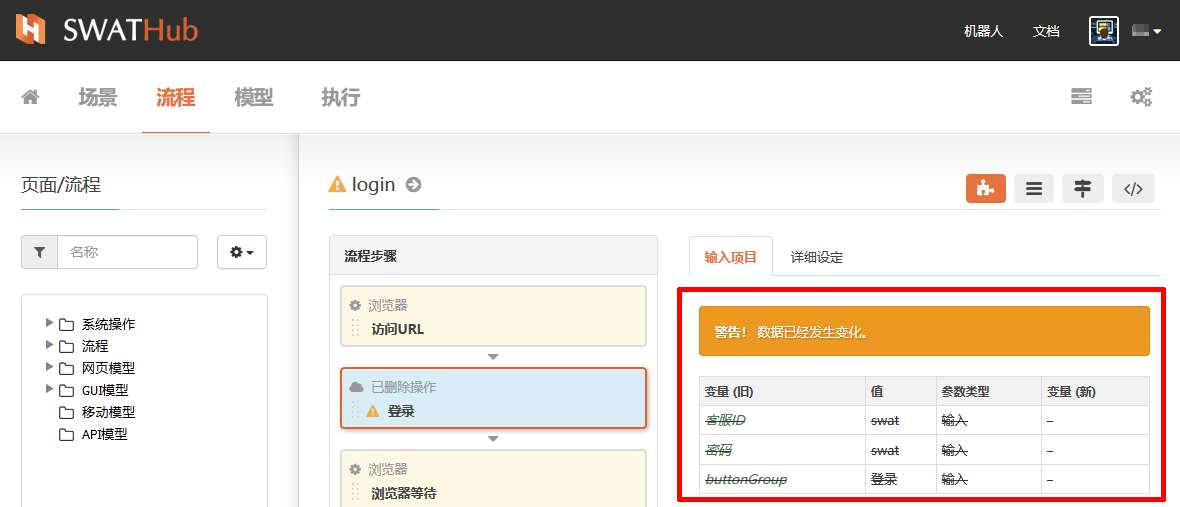 SWATHub
机器人 文档
场景 流程 模型 执行
页面/流程
login
名称
流程步骤
输入项目 详细设定
浏览器
访问URL
已删除操作
登录
浏览器
浏览器等待
系统操作
流程
网页模型
GUI模型
移动模型
API模型
警告! 数据已经发生变化。
变量 (旧) 值 参数类型 变量 (新)
客服ID swat 输入 –
密码 swat 输入 –
buttonGroup 登录 输入 –